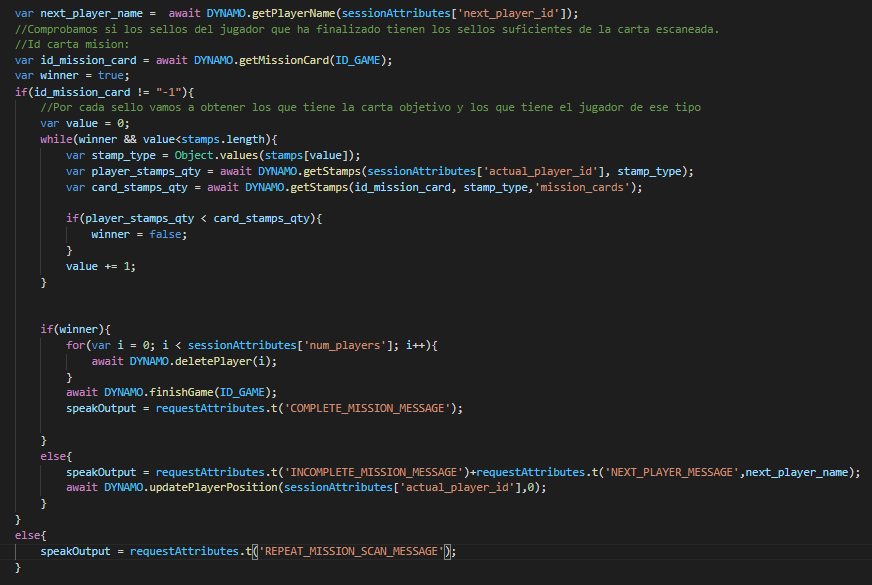 var next_player_name =  await DYNAMO.getPlayerName(sessionAttributes['next_player_id']);
//Comprobamos si los sellos del jugador que ha finalizado tienen los sellos suficientes de la carta escaneada.
//Id carta mision:
var id_mission_card = await DYNAMO.getMissionCard(ID_GAME);
var winner = true;
if(id_mission_card != "-1"){
    //Por cada sello vamos a obtener los que tiene la carta objetivo y los que tiene el jugador de ese tipo
    var value = 0;
    while(winner && value<stamps.length){
        var stamp_type = Object.values(stamps[value]);
        var player_stamps_qty = await DYNAMO.getStamps(sessionAttributes['actual_player_id'], stamp_type);
        var card_stamps_qty = await DYNAMO.getStamps(id_mission_card, stamp_type,'mission_cards');
        if(player_stamps_qty < card_stamps_qty){
            winner = false;
        }
        value += 1;
    }
    if(winner){
        for(var i = 0; i < sessionAttributes['num_players']; i++){
            await DYNAMO.deletePlayer(i);
        }
        await DYNAMO.finishGame(ID_GAME);
        speakOutput = requestAttributes.t('COMPLETE_MISSION_MESSAGE');
    }
    else{
        speakOutput = requestAttributes.t('INCOMPLETE_MISSION_MESSAGE')+requestAttributes.t('NEXT_PLAYER_MESSAGE',next_player_name);
        await DYNAMO.updatePlayerPosition(sessionAttributes['actual_player_id'],0);
    }
}
else{
    speakOutput = requestAttributes.t('REPEAT_MISSION_SCAN_MESSAGE');
}